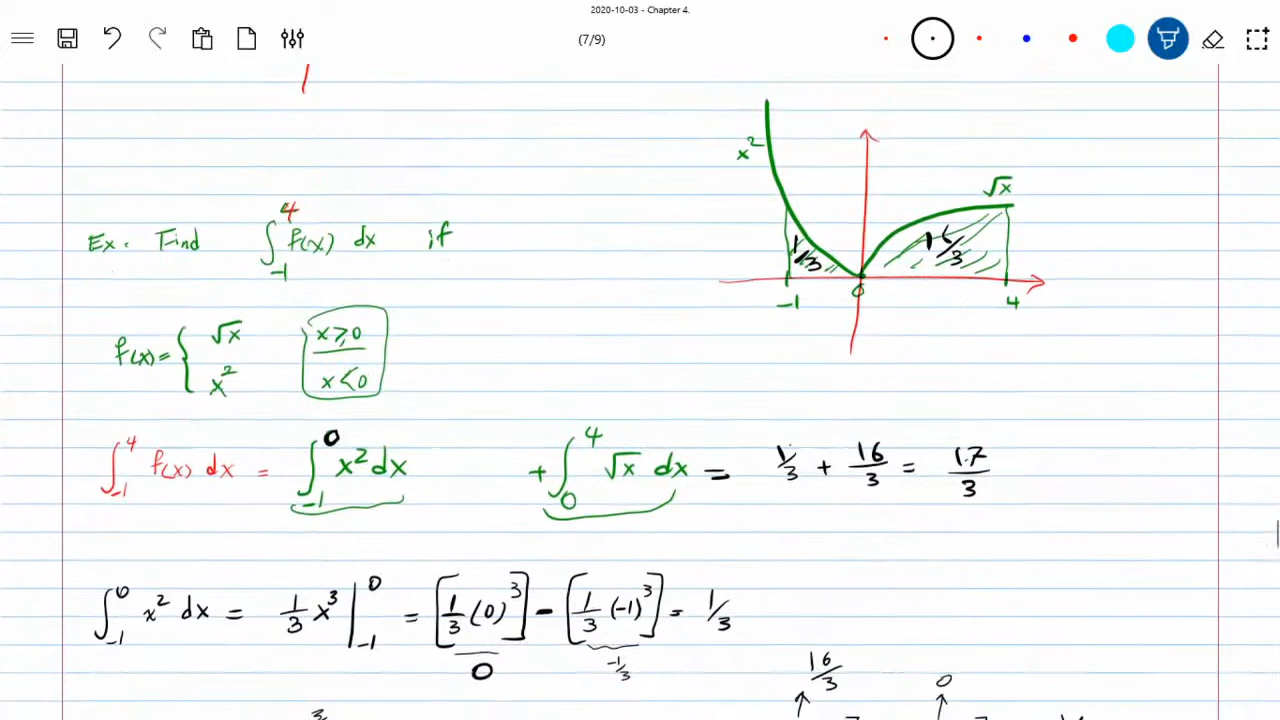 2020-10-03 - Chapter 4.
(7/9)
x²
√x
1/3
16/3
-1
0
4
Ex. Find ∫₋₁⁴ f(x) dx if
f(x) = { √x x≥0
x² x<0
∫₋₁⁴ f(x) dx = ∫₋₁⁰ x² dx + ∫₀⁴ √x dx = 1/3 + 16/3 = 17/3
∫₋₁⁰ x² dx = 1/3 x³ |₋₁⁰ = [1/3 (0)³] - [1/3 (-1)³] = 1/3
0
-1/3
16/3
0